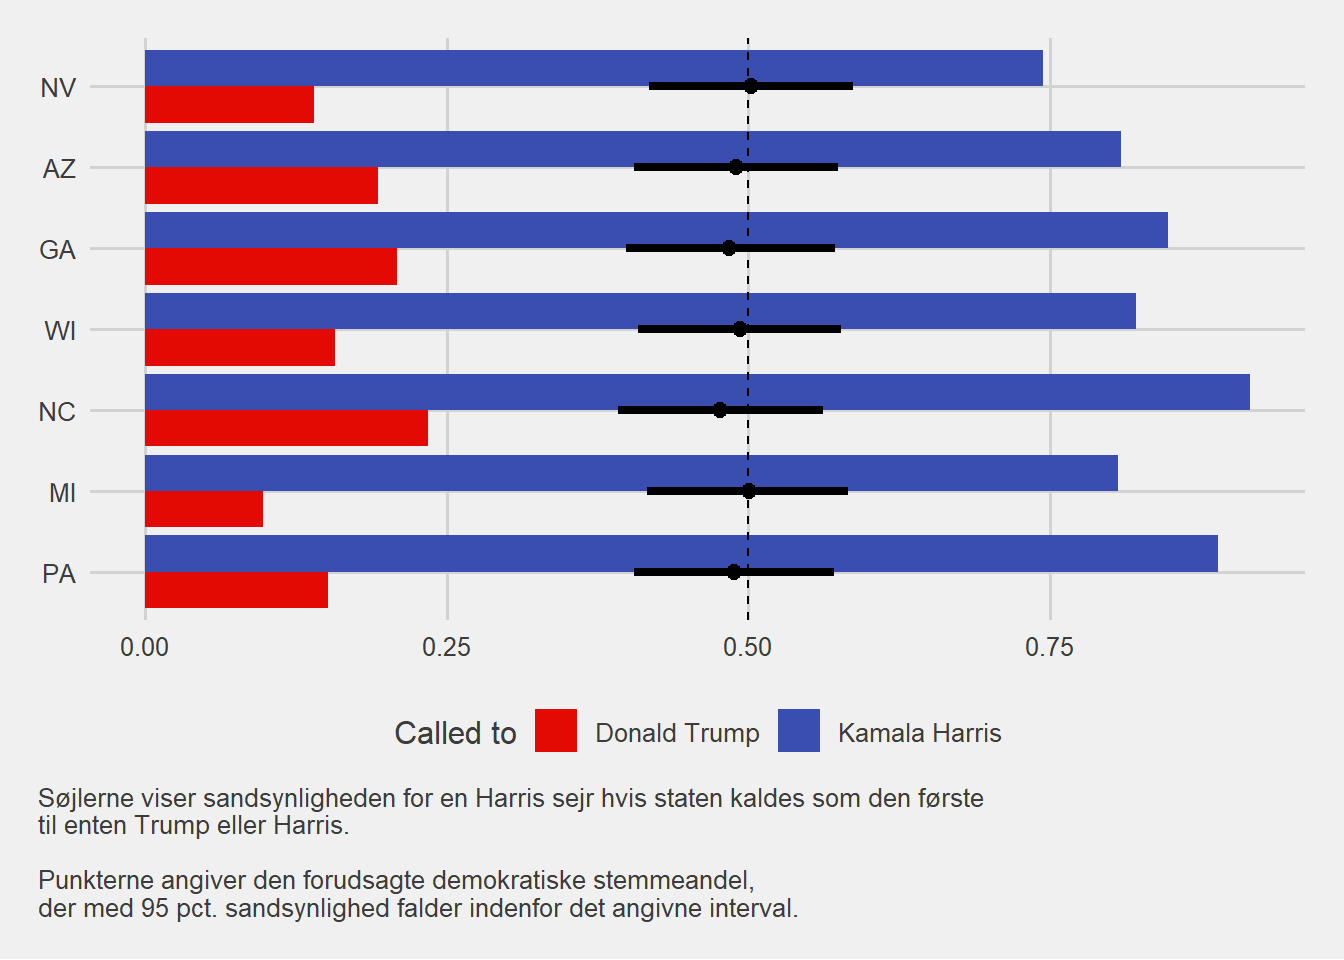 NV
AZ
GA
WI
NC
MI
PA
0.00 0.25 0.50 0.75
Called to Donald Trump Kamala Harris
Søjlerne viser sandsynligheden for en Harris sejr hvis staten kaldes som den første
til enten Trump eller Harris.
Punkterne angiver den forudsagte demokratiske stemmeandel,
der med 95 pct. sandsynlighed falder indenfor det angivne interval.